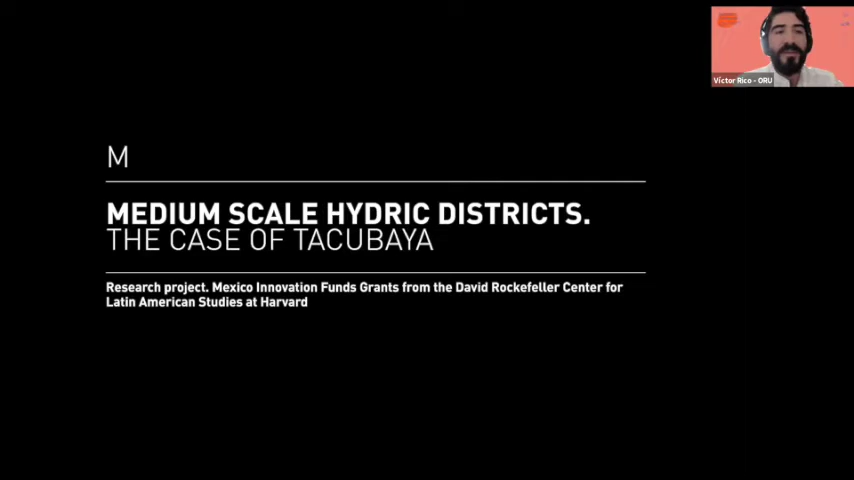 Víctor Rico - ORU
M
MEDIUM SCALE HYDRIC DISTRICTS.
THE CASE OF TACUBAYA
Research project. Mexico Innovation Funds Grants from the David Rockefeller Center for
Latin American Studies at Harvard